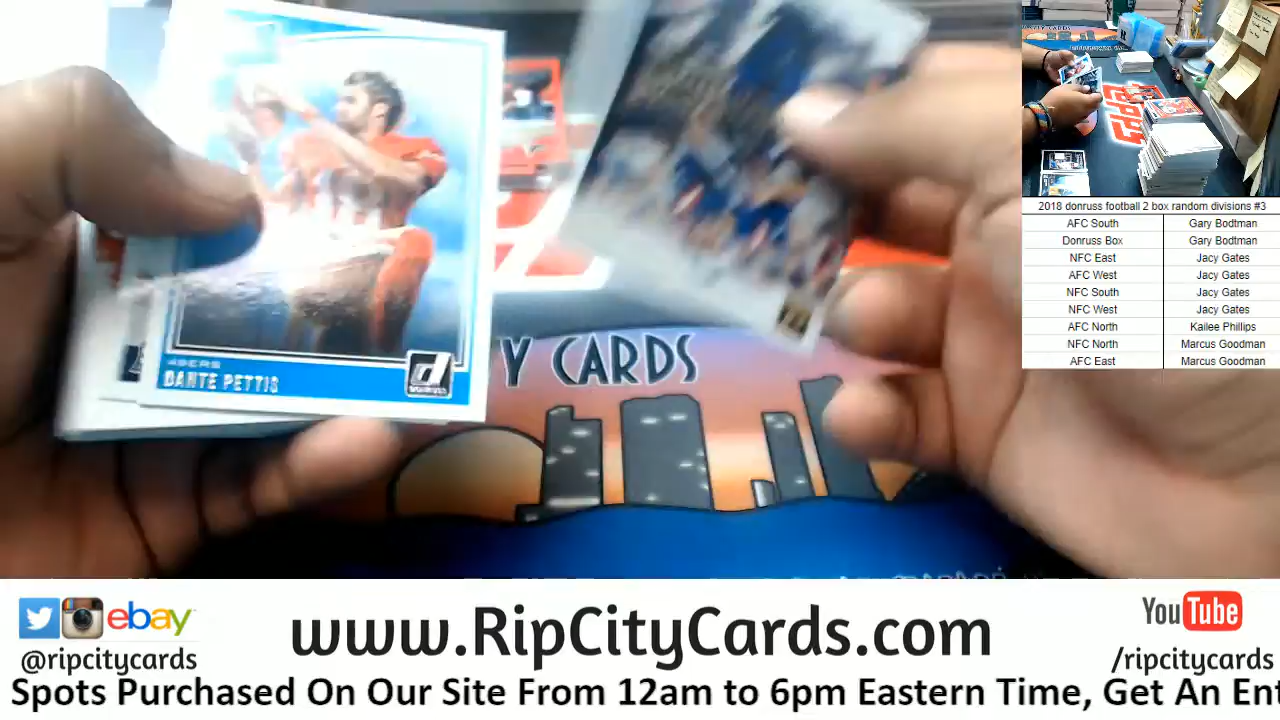 49ERS
DANTE PETTIS
Y CARDS
2018 donruss football 2 box random divisions #3
AFC South Gary Bodtman
Donruss Box Gary Bodtman
NFC East Jacy Gates
AFC West Jacy Gates
NFC South Jacy Gates
NFC West Jacy Gates
AFC North Kailee Phillips
NFC North Marcus Goodman
AFC East Marcus Goodman
ebay
@ripcitycards
www.RipCityCards.com
YouTube
/ripcitycards
Spots Purchased On Our Site From 12am to 6pm Eastern Time, Get An Ent